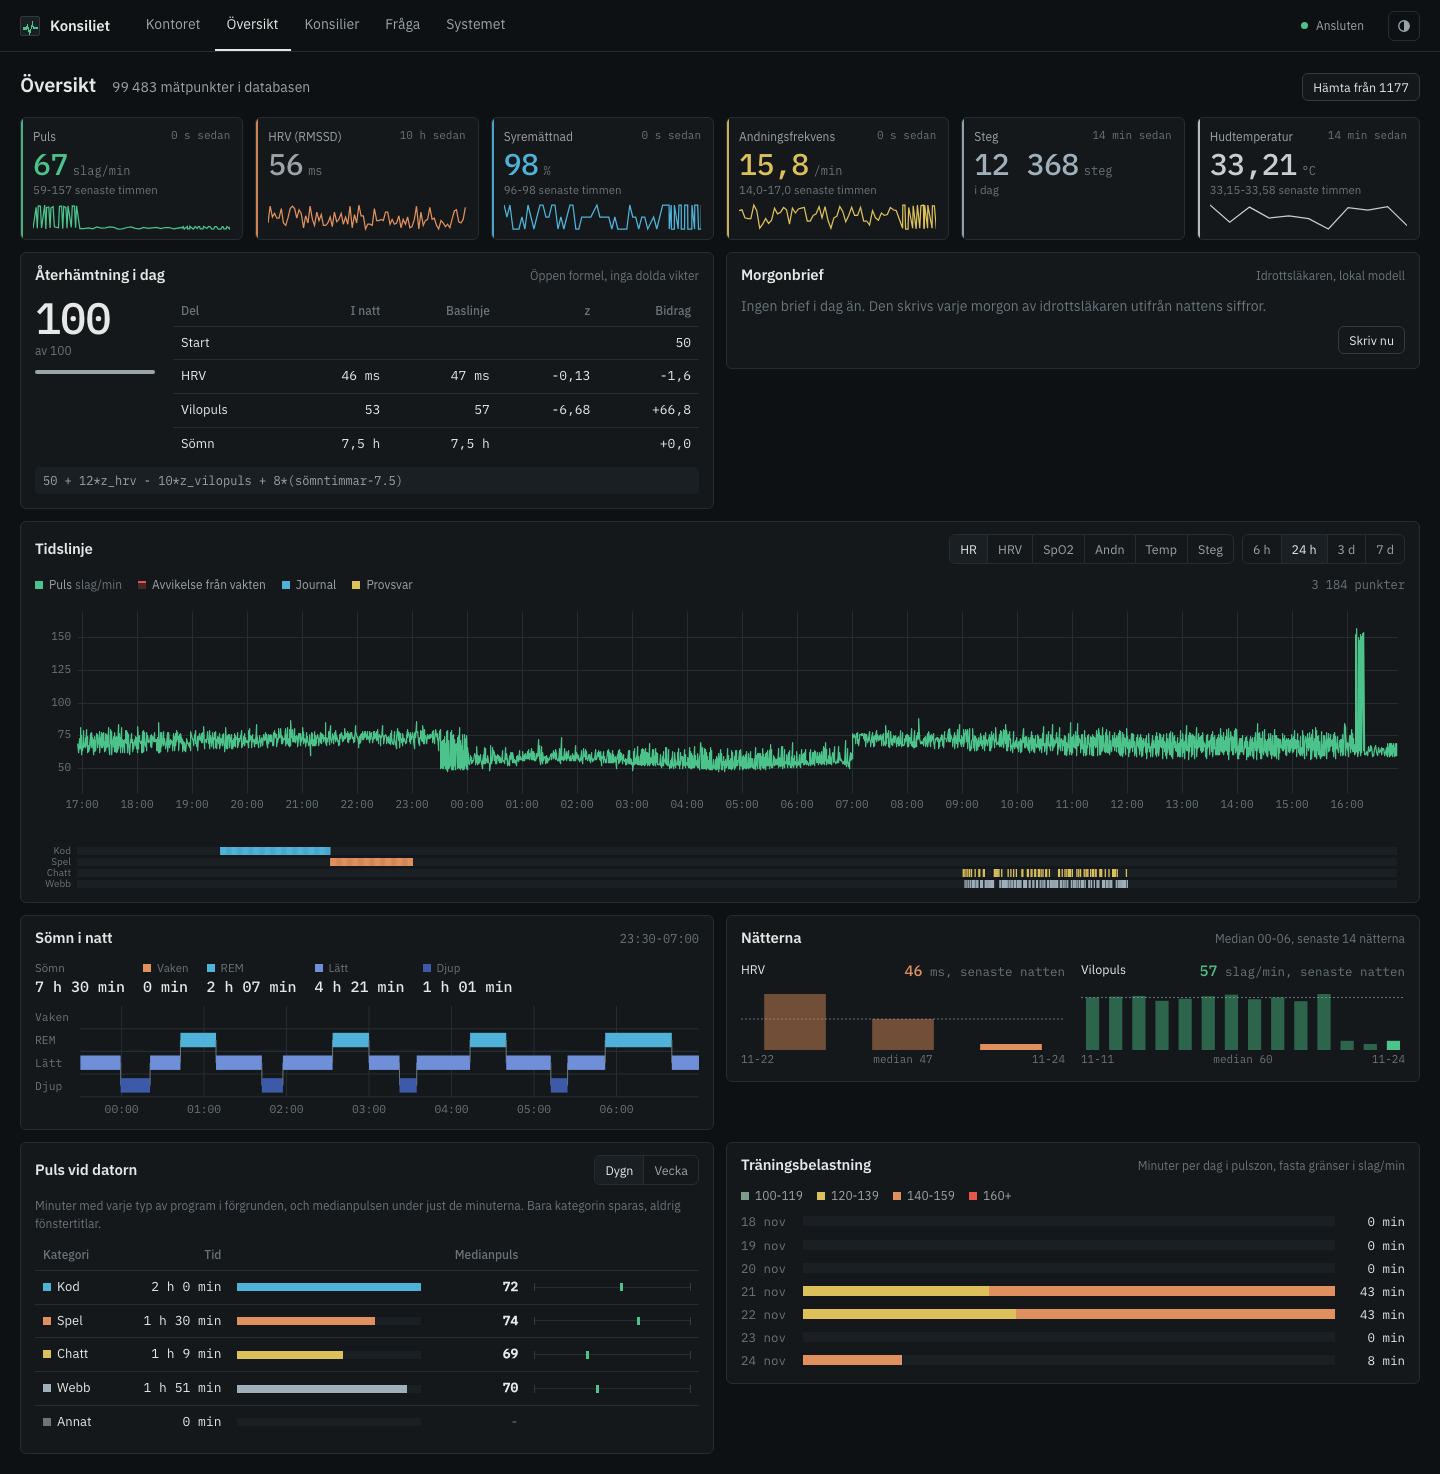 Konsiliet Kontoret Översikt Konsilier Fråga Systemet Ansluten
Översikt 99 483 mätpunkter i databasen Hämta från 1177
Puls 0 s sedan
67 slag/min
59-157 senaste timmen
HRV (RMSSD) 10 h sedan
56 ms
Syremättnad 0 s sedan
98 %
96-98 senaste timmen
Andningsfrekvens 0 s sedan
15,8 /min
14,0-17,0 senaste timmen
Steg 14 min sedan
12 368 steg
i dag
Hudtemperatur 14 min sedan
33,21 °C
33,15-33,58 senaste timmen
Återhämtning i dag Öppen formel, inga dolda vikter
100
av 100
Del I natt Baslinje z Bidrag
Start 50
HRV 46 ms 47 ms -0,13 -1,6
Vilopuls 53 57 -6,68 +66,8
Sömn 7,5 h 7,5 h +0,0
50 + 12*z_hrv - 10*z_vilopuls + 8*(sömntimmar-7.5)
Morgonbrief Idrottsläkaren, lokal modell
Ingen brief i dag än. Den skrivs varje morgon av idrottsläkaren utifrån nattens siffror.
Skriv nu
Tidslinje HR HRV SpO2 Andn Temp Steg 6 h 24 h 3 d 7 d
Puls slag/min Avvikelse från vakten Journal Provsvar 3 184 punkter
150
125
100
75
50
17:00 18:00 19:00 20:00 21:00 22:00 23:00 00:00 01:00 02:00 03:00 04:00 05:00 06:00 07:00 08:00 09:00 10:00 11:00 12:00 13:00 14:00 15:00 16:00
Kod
Spel
Chatt
Webb
Sömn i natt 23:30-07:00
Sömn Vaken REM Lätt Djup
7 h 30 min 0 min 2 h 07 min 4 h 21 min 1 h 01 min
Vaken
REM
Lätt
Djup
00:00 01:00 02:00 03:00 04:00 05:00 06:00
Nätterna Median 00-06, senaste 14 nätterna
HRV 46 ms, senaste natten
11-22 median 47 11-24
Vilopuls 57 slag/min, senaste natten
11-11 median 60 11-24
Puls vid datorn Dygn Vecka
Minuter med varje typ av program i förgrunden, och medianpulsen under just de minuterna. Bara kategorin sparas, aldrig
fönstertitlar.
Kategori Tid Medianpuls
Kod 2 h 0 min 72
Spel 1 h 30 min 74
Chatt 1 h 9 min 69
Webb 1 h 51 min 70
Annat 0 min -
Träningsbelastning Minuter per dag i pulszon, fasta gränser i slag/min
100-119 120-139 140-159 160+
18 nov 0 min
19 nov 0 min
20 nov 0 min
21 nov 43 min
22 nov 43 min
23 nov 0 min
24 nov 8 min